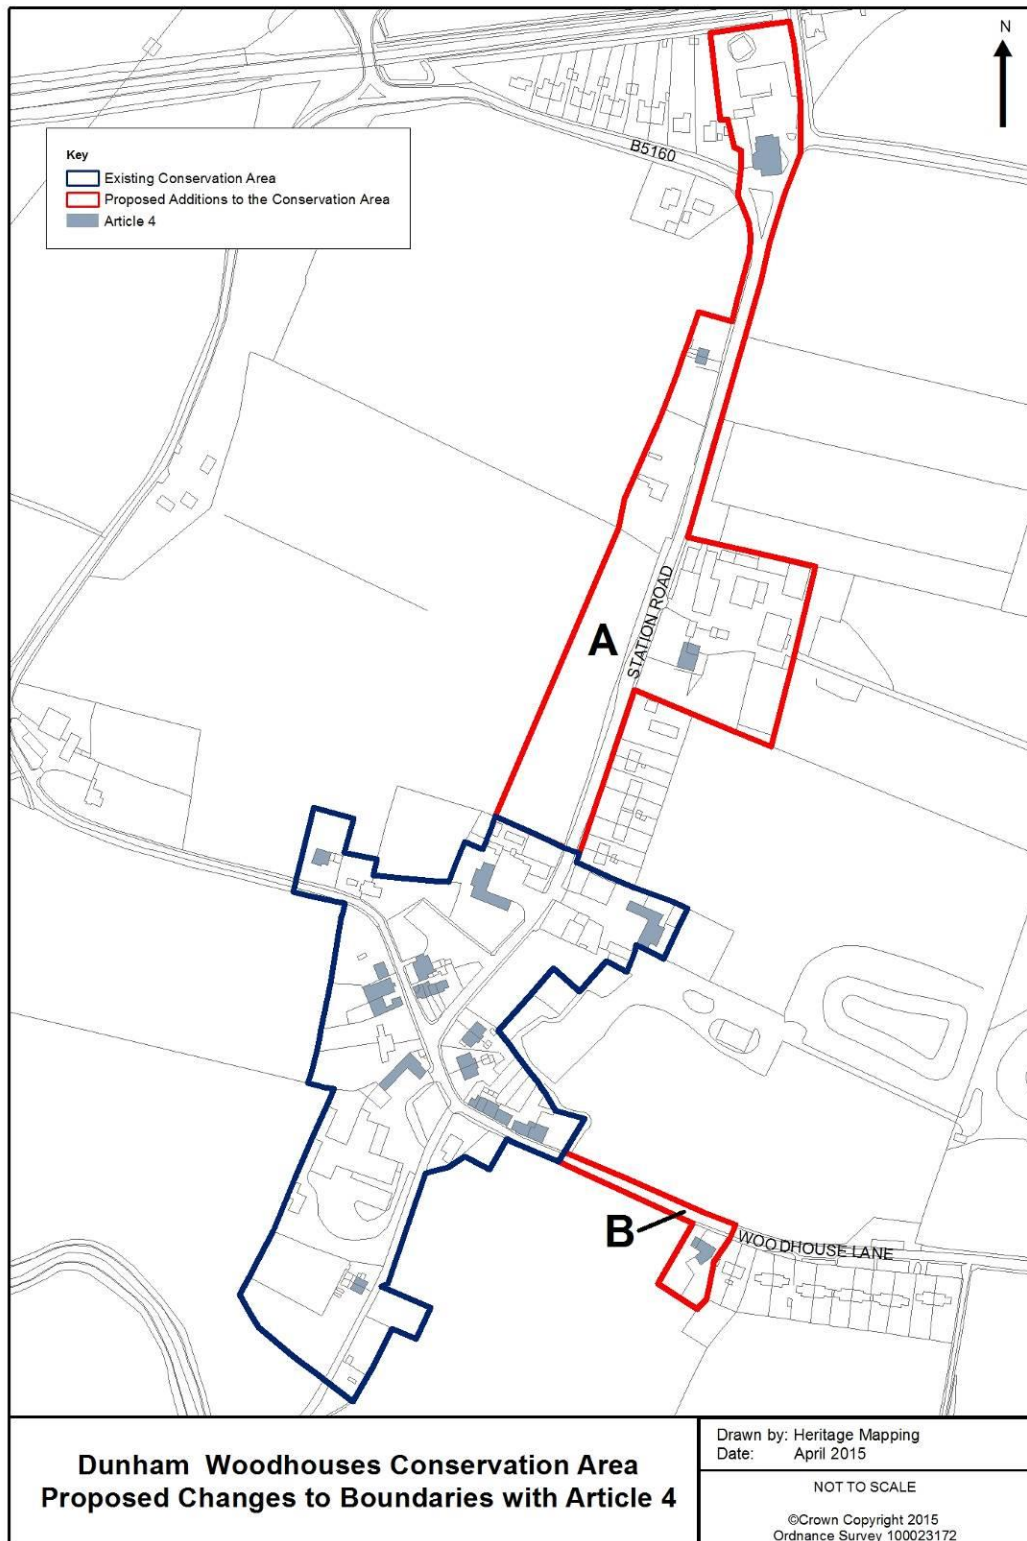 N
B5160
Key
Existing Conservation Area
Proposed Additions to the Conservation Area
Article 4
A
STATION ROAD
B
WOODHOUSE LANE
Dunham Woodhouses Conservation Area
Proposed Changes to Boundaries with Article 4
Drawn by: Heritage Mapping
Date: April 2015
NOT TO SCALE
©Crown Copyright 2015
Ordnance Survey 100023172